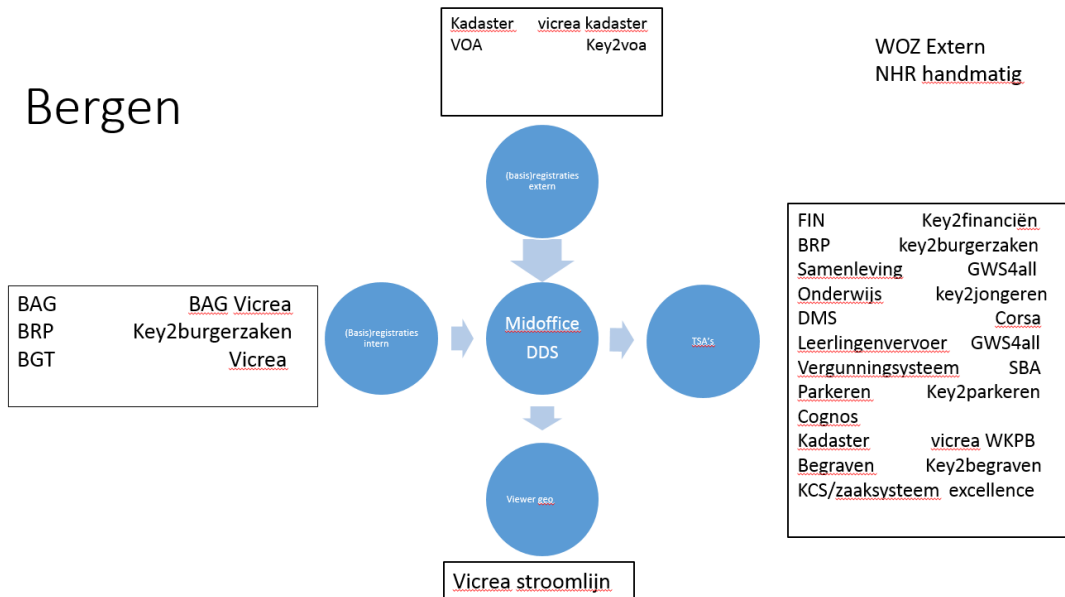 Kadaster vicrea kadaster
VOA Key2voa
WOZ Extern
NHR handmatig
Bergen
(basis)registraties
extern
BAG BAG Vicrea
BRP Key2burgerzaken
BGT Vicrea
(Basis)registraties
intern
Midoffice
DDS
TSA's
FIN Key2financiën
BRP key2burgerzaken
Samenleving GWS4all
Onderwijs key2jongeren
DMS Corsa
Leerlingenvervoer GWS4all
Vergunningsysteem SBA
Parkeren Key2parkeren
Cognos
Kadaster vicrea WKPB
Begraven Key2begraven
KCS/zaaksysteem excellence
Viewer geo
Vicrea stroomlijn